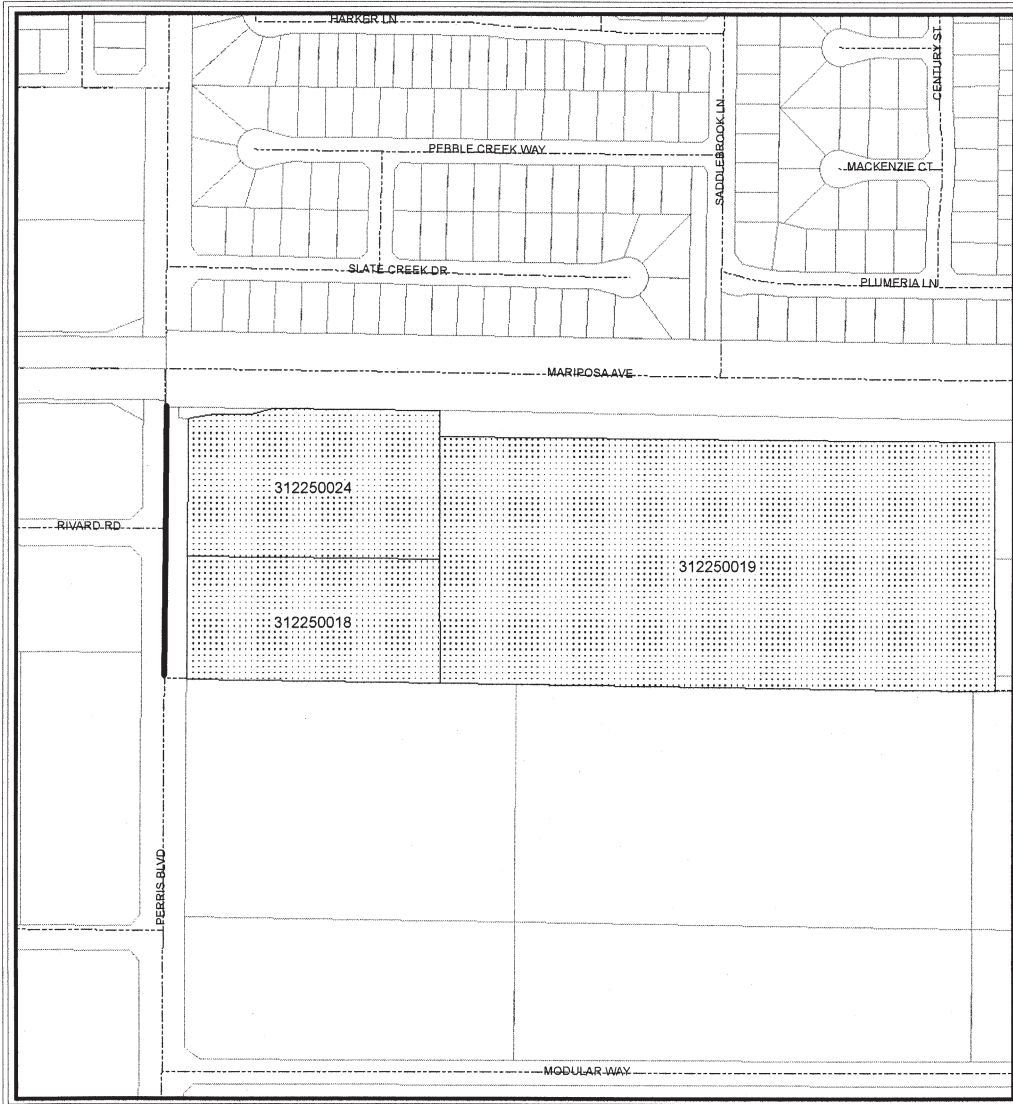 HARKER LN
CENTURY ST
SADDLEBROOK LN
PEBBLE CREEK WAY
MACKENZIE CT
SLATE CREEK DR
PLUMERIA LN
MARIPOSA AVE
312250024
RIVARD RD
312250019
312250018
PERRIS BLVD
MODULAR WAY